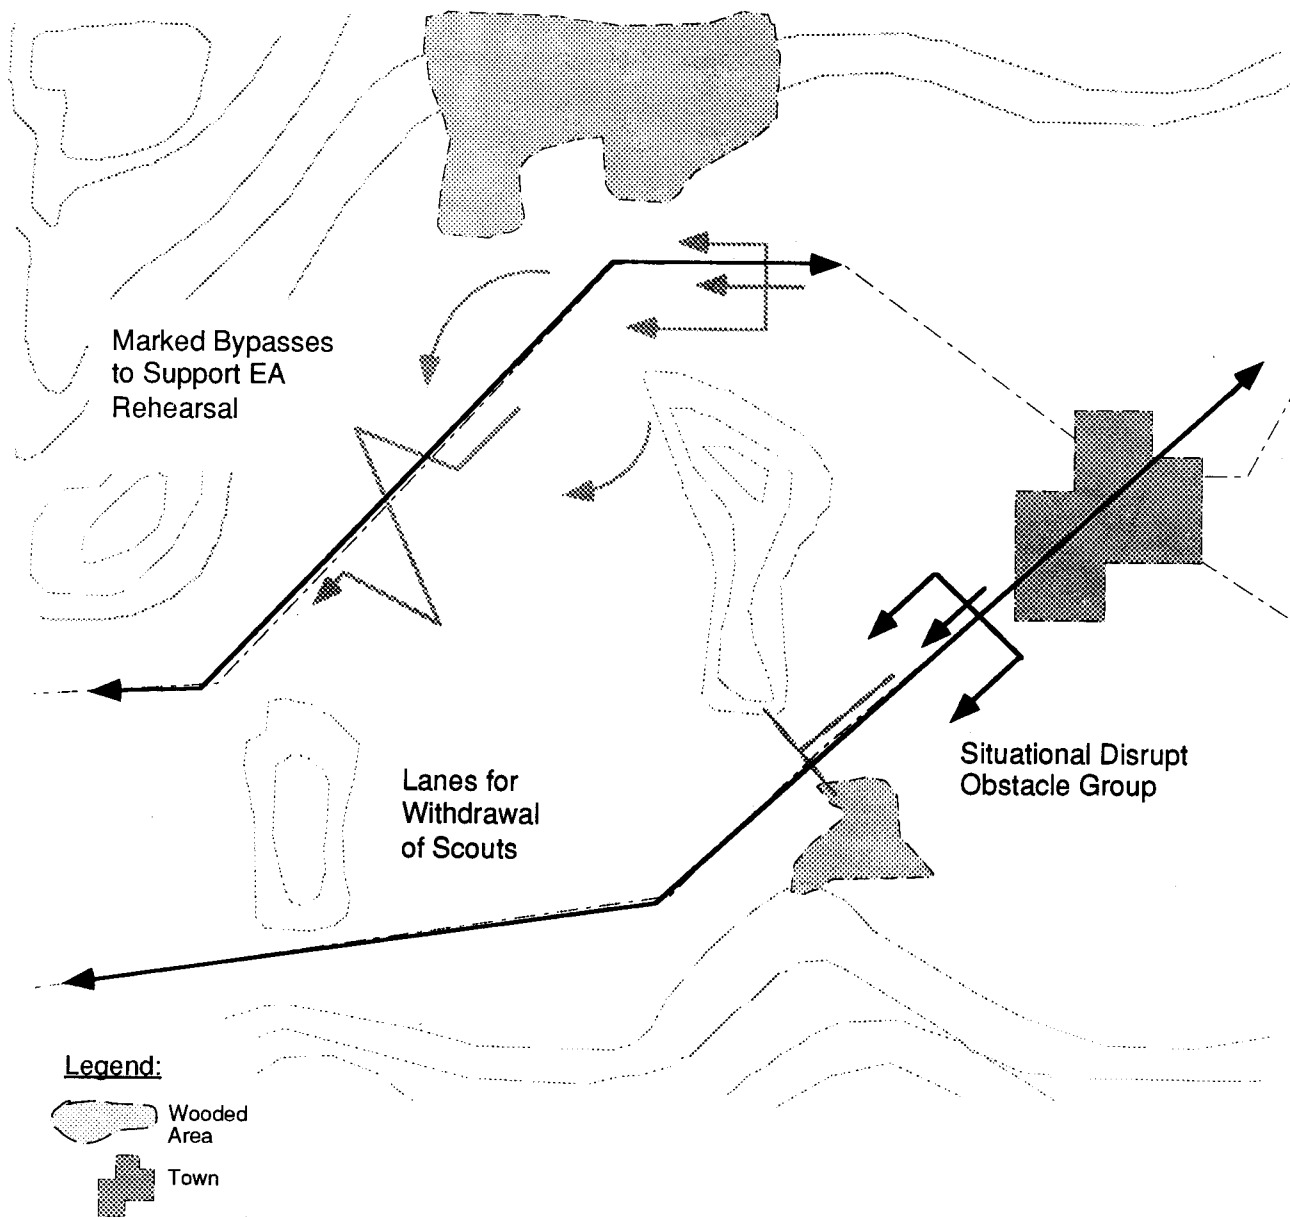 Marked Bypasses
to Support EA
Rehearsal
Situational Disrupt
Obstacle Group
Lanes for
Withdrawal
of Scouts
Legend:
Wooded
Area
Town